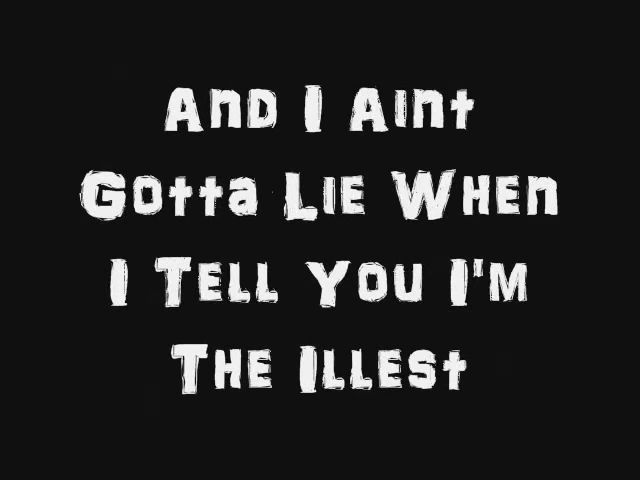 And I Aint
Gotta Lie When
I Tell You I'm
The Illest